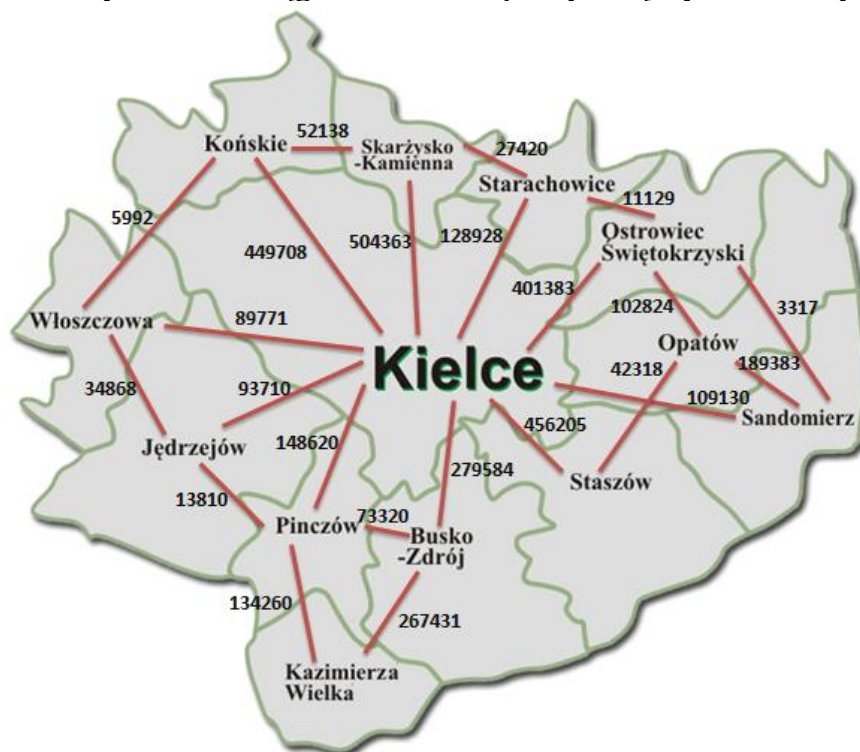 52138
Końskie
Skarżysko
-Kamienna
27420
Starachowice
11129
5992
449708
504363
128928
Ostrowiec
Świętokrzyski
401383
102824
3317
Włoszczowa
89771
Kielce
Opatów
42318
189383
34868
93710
109130
Sandomierz
Jędrzejów
148620
456205
279584
Staszów
13810
Pinczów
73320
Busko
-Zdrój
134260
267431
Kazimierza
Wielka